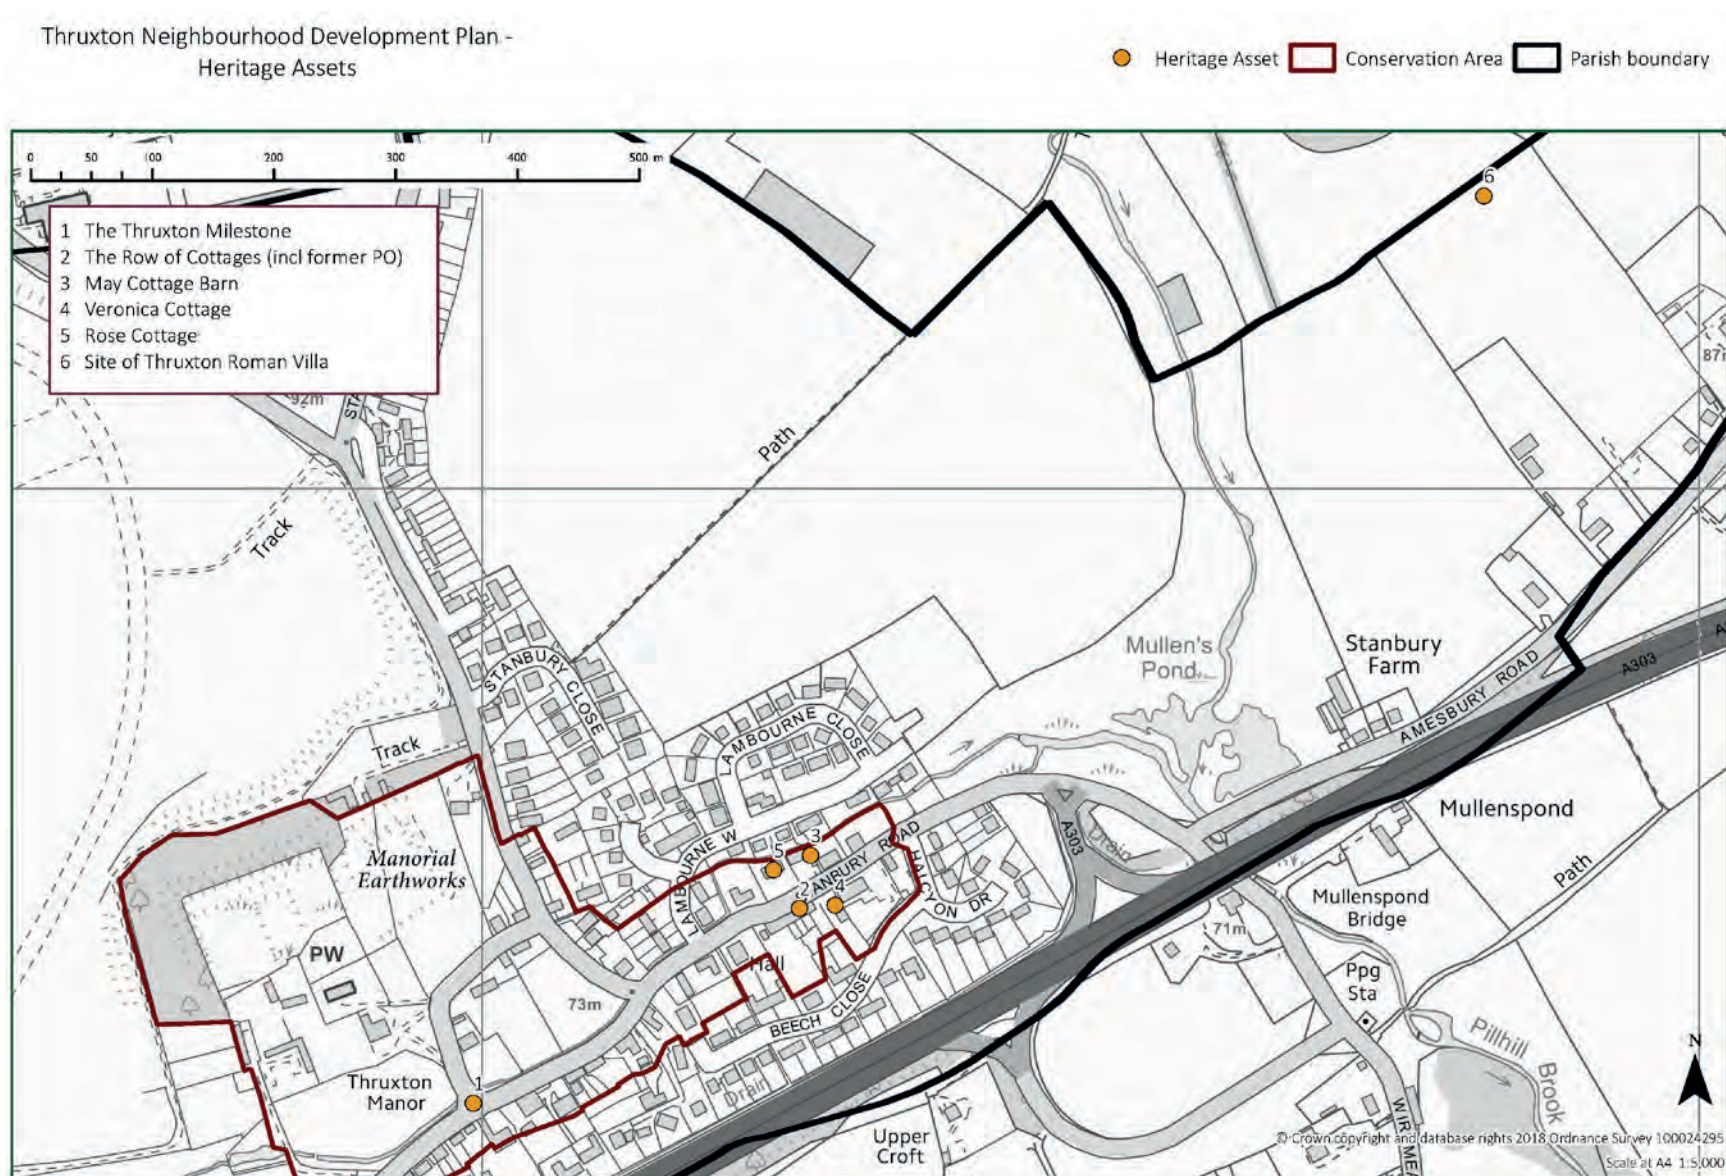 Thruxton Neighbourhood Development Plan -
Heritage Assets
Heritage Asset
Conservation Area
Parish boundary
0 50 100 200 300 400 500 m
1 The Thruxton Milestone
2 The Row of Cottages (incl former PO)
3 May Cottage Barn
4 Veronica Cottage
5 Rose Cottage
6 Site of Thruxton Roman Villa
6
92m
Path
Track
STANBURY CLOSE
LAMBOURNE CLOSE
Mullen's
Pond
Stanbury
Farm
AMESBURY ROAD
A303
Track
Manorial
Earthworks
LAMBOURNE W
5
3
2
4
ANBURY ROAD
HALCYON DR
A303
Drain
Mullenspond
Path
Mullenspond
Bridge
71m
PW
Hall
73m
BEECH CLOSE
Ppg
Sta
Pillhill
Brook
Thruxton
Manor
1
Drain
Upper
Croft
N
© Crown copyright and database rights 2018 Ordnance Survey 100024295
Scale at A4 1:5,000